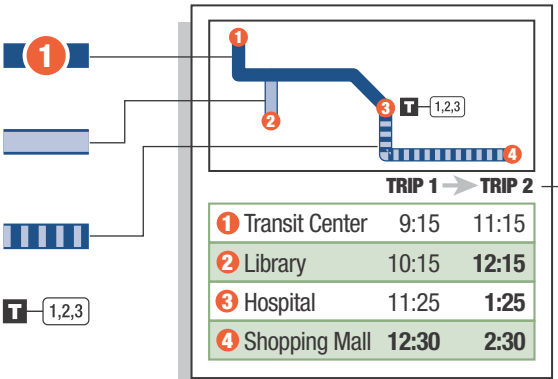 1
T 1,2,3
1
2
3 T 1,2,3
4
TRIP 1 TRIP 2
1 Transit Center 9:15 11:15
2 Library 10:15 12:15
3 Hospital 11:25 1:25
4 Shopping Mall 12:30 2:30